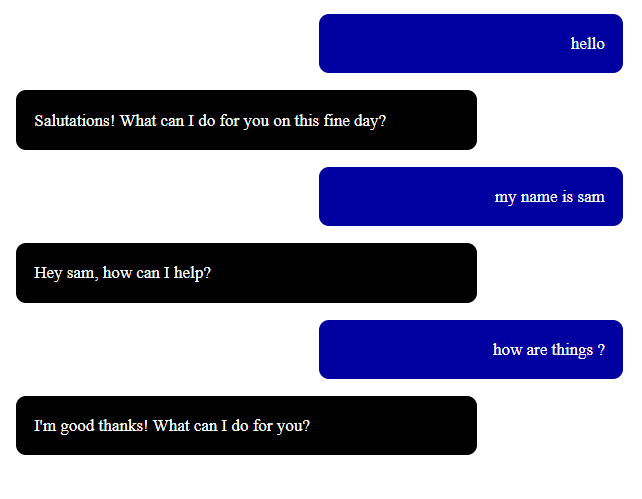 hello
Salutations! What can I do for you on this fine day?
my name is sam
Hey sam, how can I help?
how are things ?
I'm good thanks! What can I do for you?